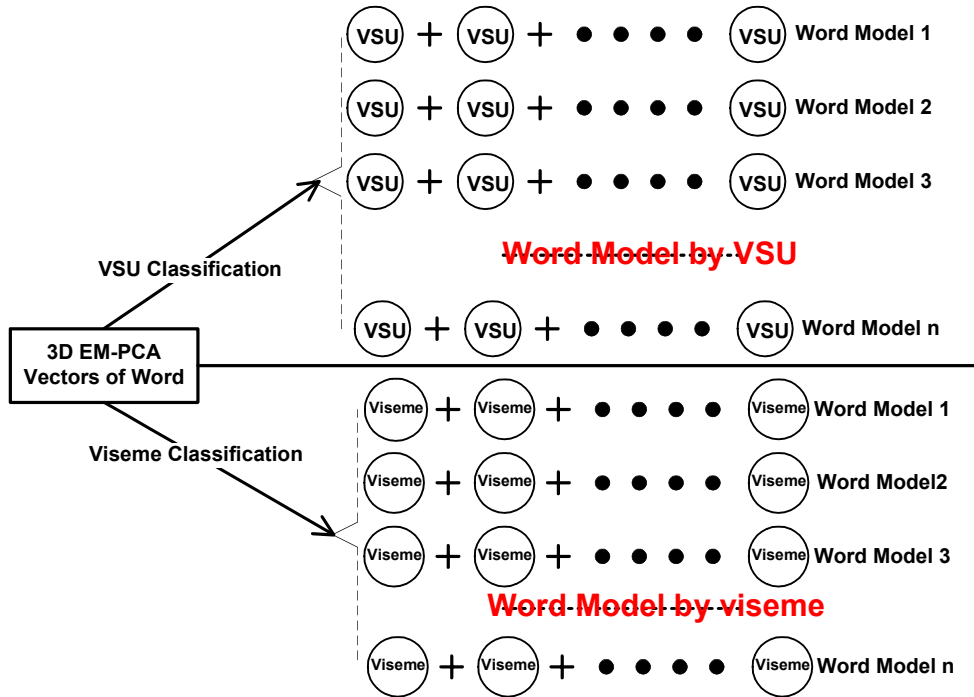 VSU + VSU + VSU Word Model 1
VSU + VSU + VSU Word Model 2
VSU + VSU + VSU Word Model 3
Word Model by VSU
VSU Classification
VSU + VSU + VSU Word Model n
3D EM-PCA
Vectors of Word
Viseme + Viseme + Viseme Word Model 1
Viseme Classification
Viseme + Viseme + Viseme Word Model2
Viseme + Viseme + Viseme Word Model 3
Word Model by viseme
Viseme + Viseme + Viseme Word Model n